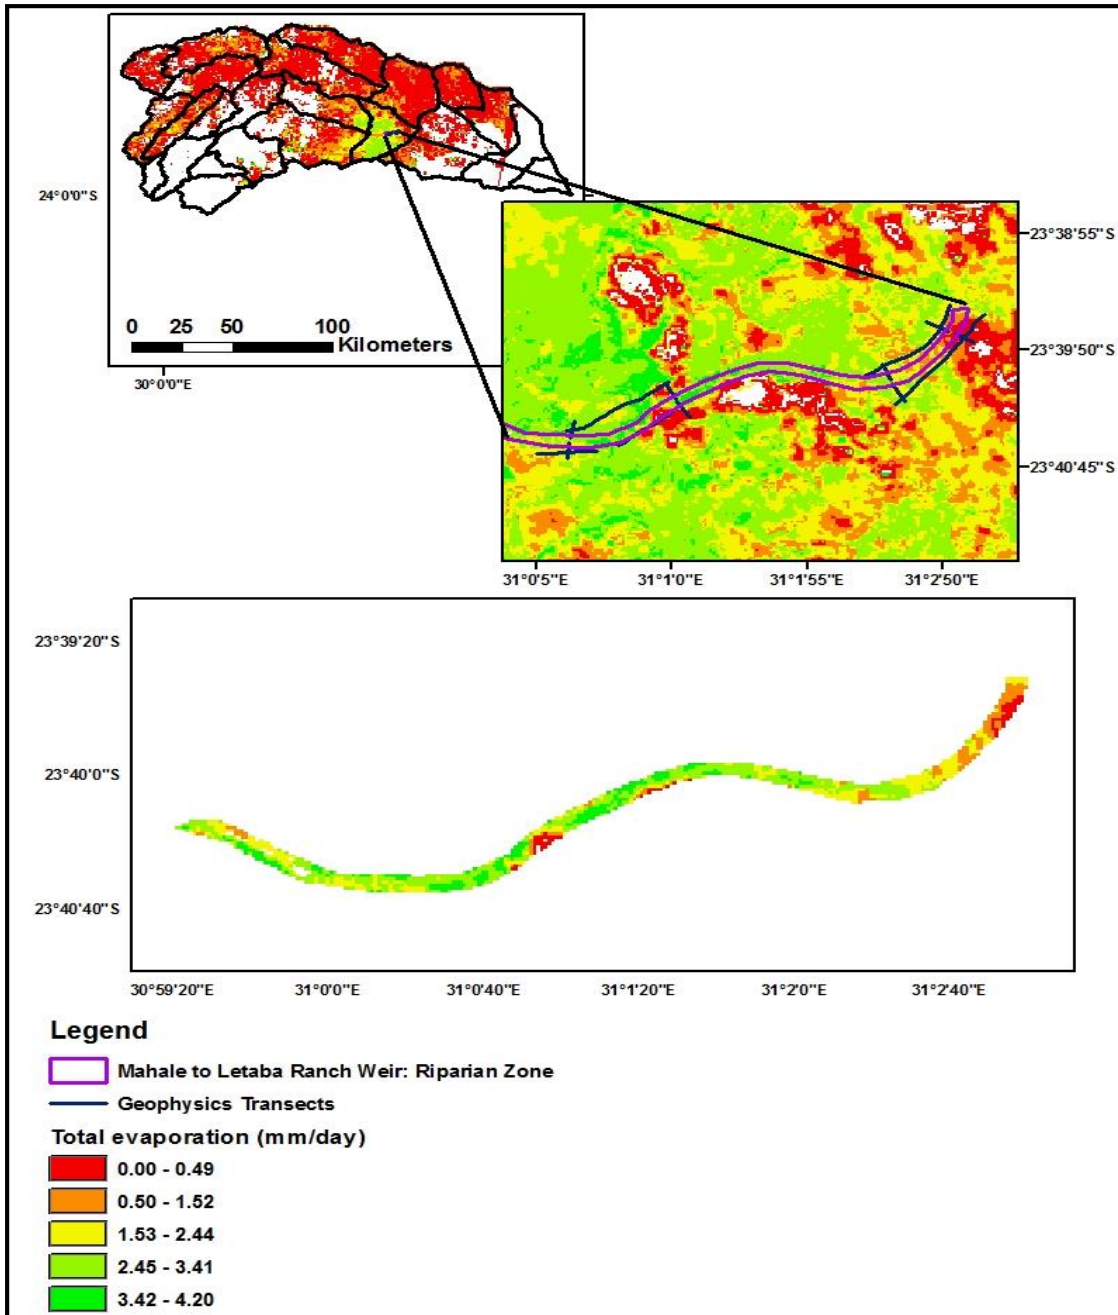 24°0'0"S
0 25 50 100
Kilometers
30°0'0"E
23°38'55"S
23°39'50"S
23°40'45"S
31°0'5"E 31°1'0"E 31°1'55"E 31°2'50"E
23°39'20"S
23°40'0"S
23°40'40"S
30°59'20"E 31°0'0"E 31°0'40"E 31°1'20"E 31°2'0"E 31°2'40"E
Legend
Mahale to Letaba Ranch Weir: Riparian Zone
Geophysics Transects
Total evaporation (mm/day)
0.00 - 0.49
0.50 - 1.52
1.53 - 2.44
2.45 - 3.41
3.42 - 4.20